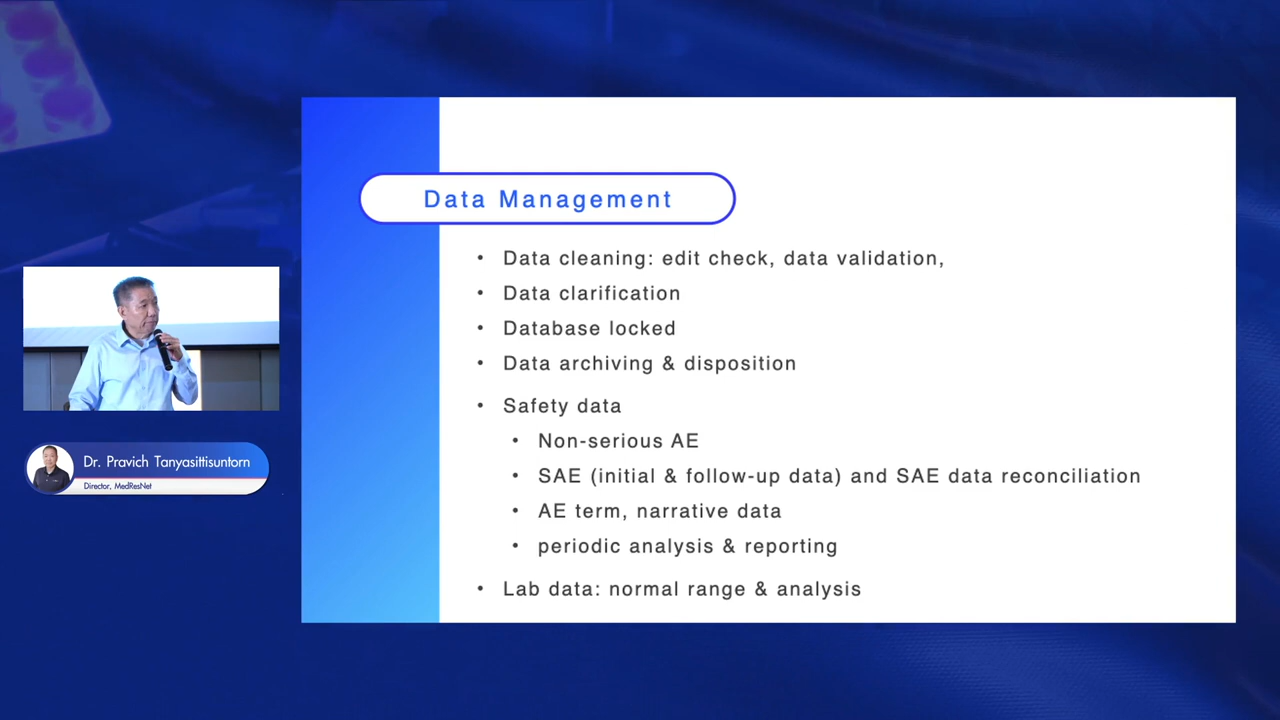 Data Management
• Data cleaning: edit check, data validation,
• Data clarification
• Database locked
• Data archiving & disposition
• Safety data
• Non-serious AE
• SAE (initial & follow-up data) and SAE data reconciliation
• AE term, narrative data
• periodic analysis & reporting
• Lab data: normal range & analysis
Dr. Pravich Tanyasittisuntorn
Director, MedResNet